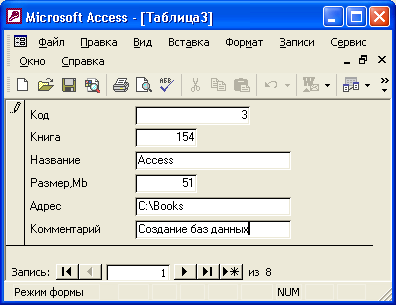 Microsoft Access - [Таблица3]
Файл Правка Вид Вставка Формат Записи Сервис
Окно Справка
Код 3
Книга 154
Название Access
Размер,Mb 51
Адрес C:\Books
Комментарий Создание баз данных
Запись: 1 из 8
Режим формы NUM